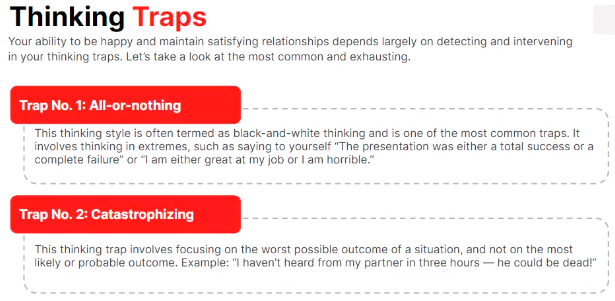 Thinking Traps
Your ability to be happy and maintain satisfying relationships depends largely on detecting and intervening
in your thinking traps. Let's take a look at the most common and exhausting.
Trap No. 1: All-or-nothing
This thinking style is often termed as black-and-white thinking and is one of the most common traps. It
involves thinking in extremes, such as saying to yourself “The presentation was either a total success or a
complete failure” or “I am either great at my job or I am horrible.”
Trap No. 2: Catastrophizing
This thinking trap involves focusing on the worst possible outcome of a situation, and not on the most
likely or probable outcome. Example: “I haven't heard from my partner in three hours — he could be dead!”